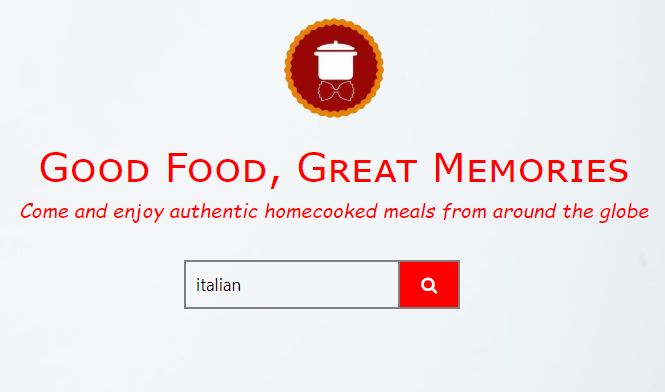 Good Food, Great Memories
Come and enjoy authentic homecooked meals from around the globe
italian